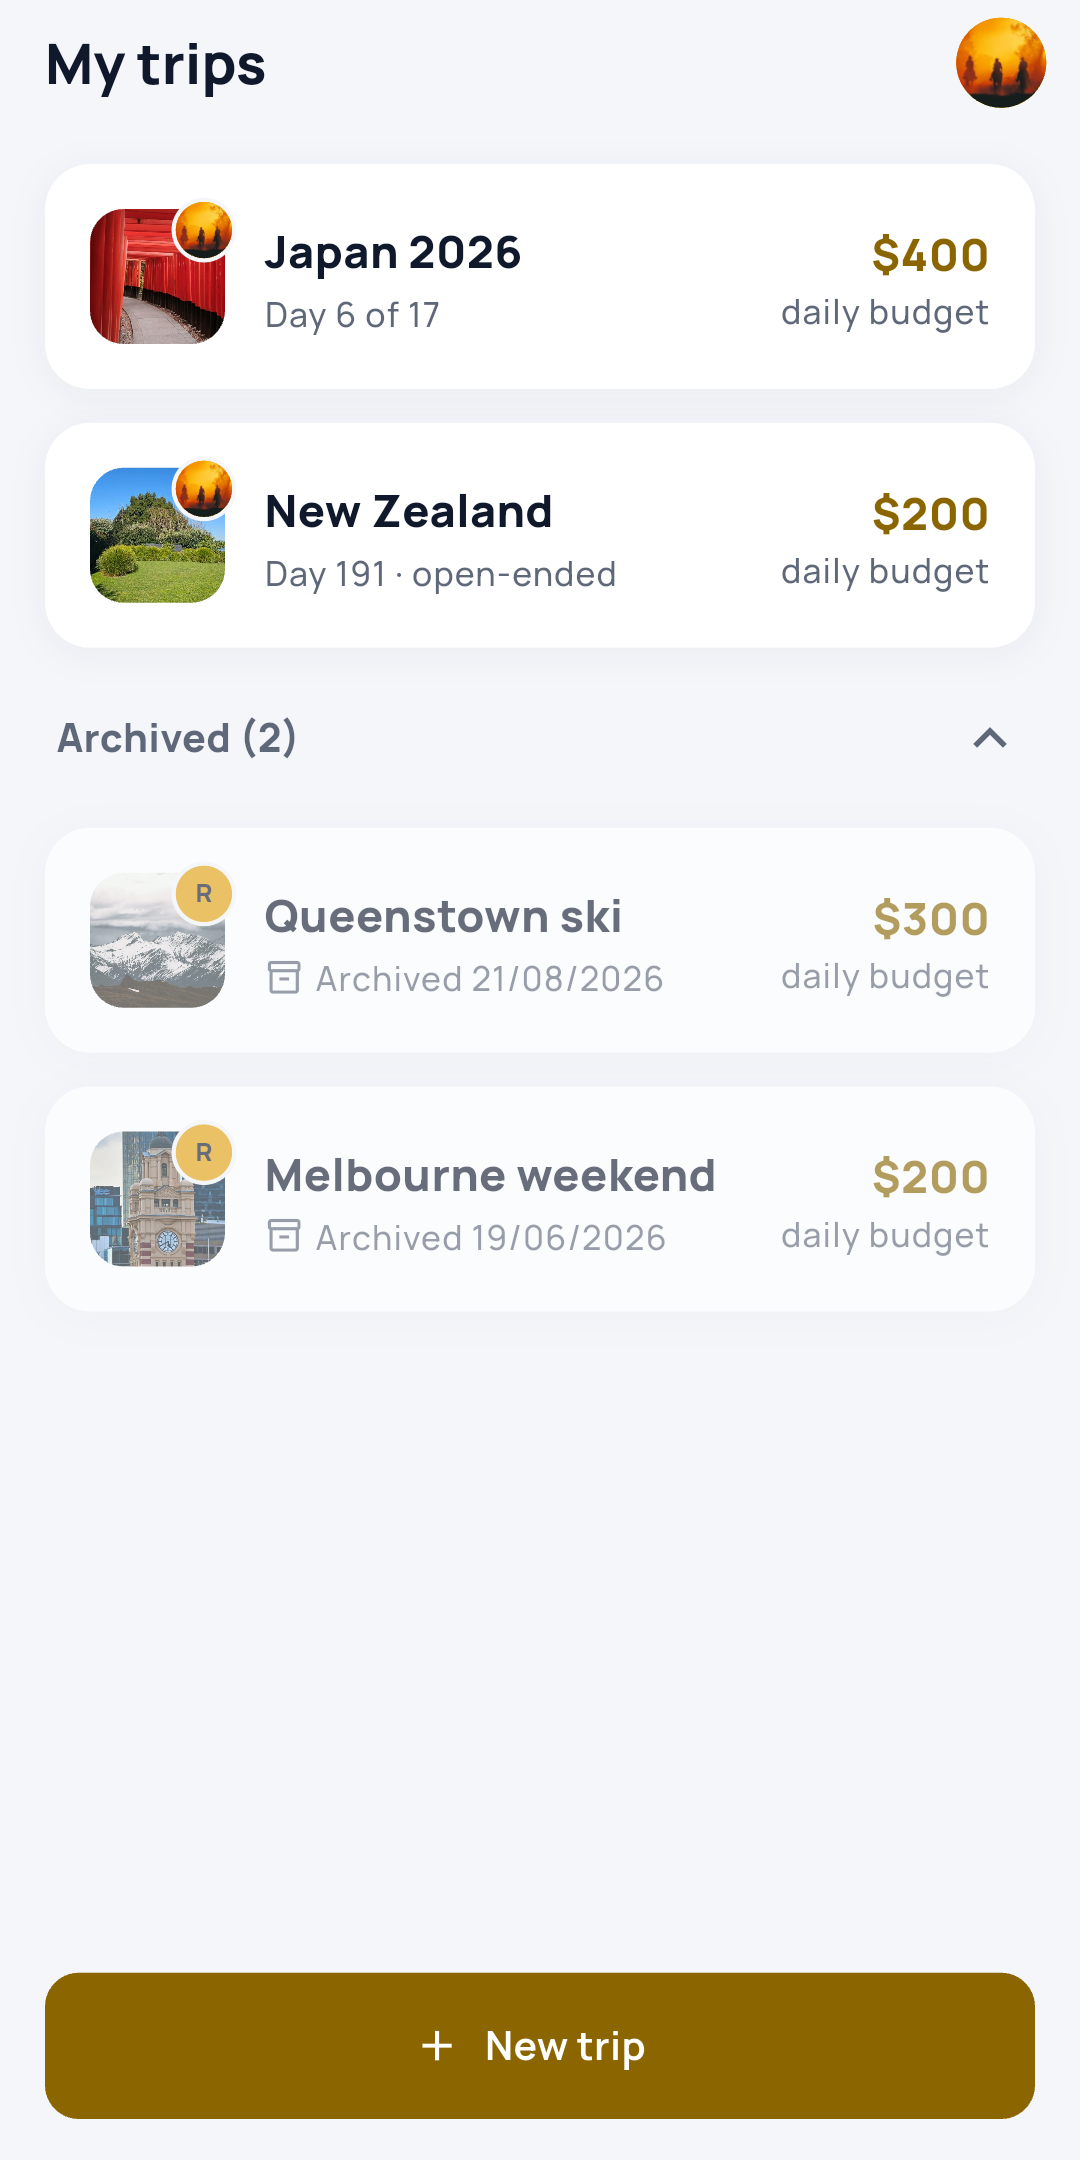 My trips
Japan 2026
$400
Day 6 of 17
daily budget
New Zealand
$200
Day 191 · open-ended
daily budget
Archived (2)
R
Queenstown ski
$300
Archived 21/08/2026
daily budget
R
Melbourne weekend
$200
Archived 19/06/2026
daily budget
+ New trip